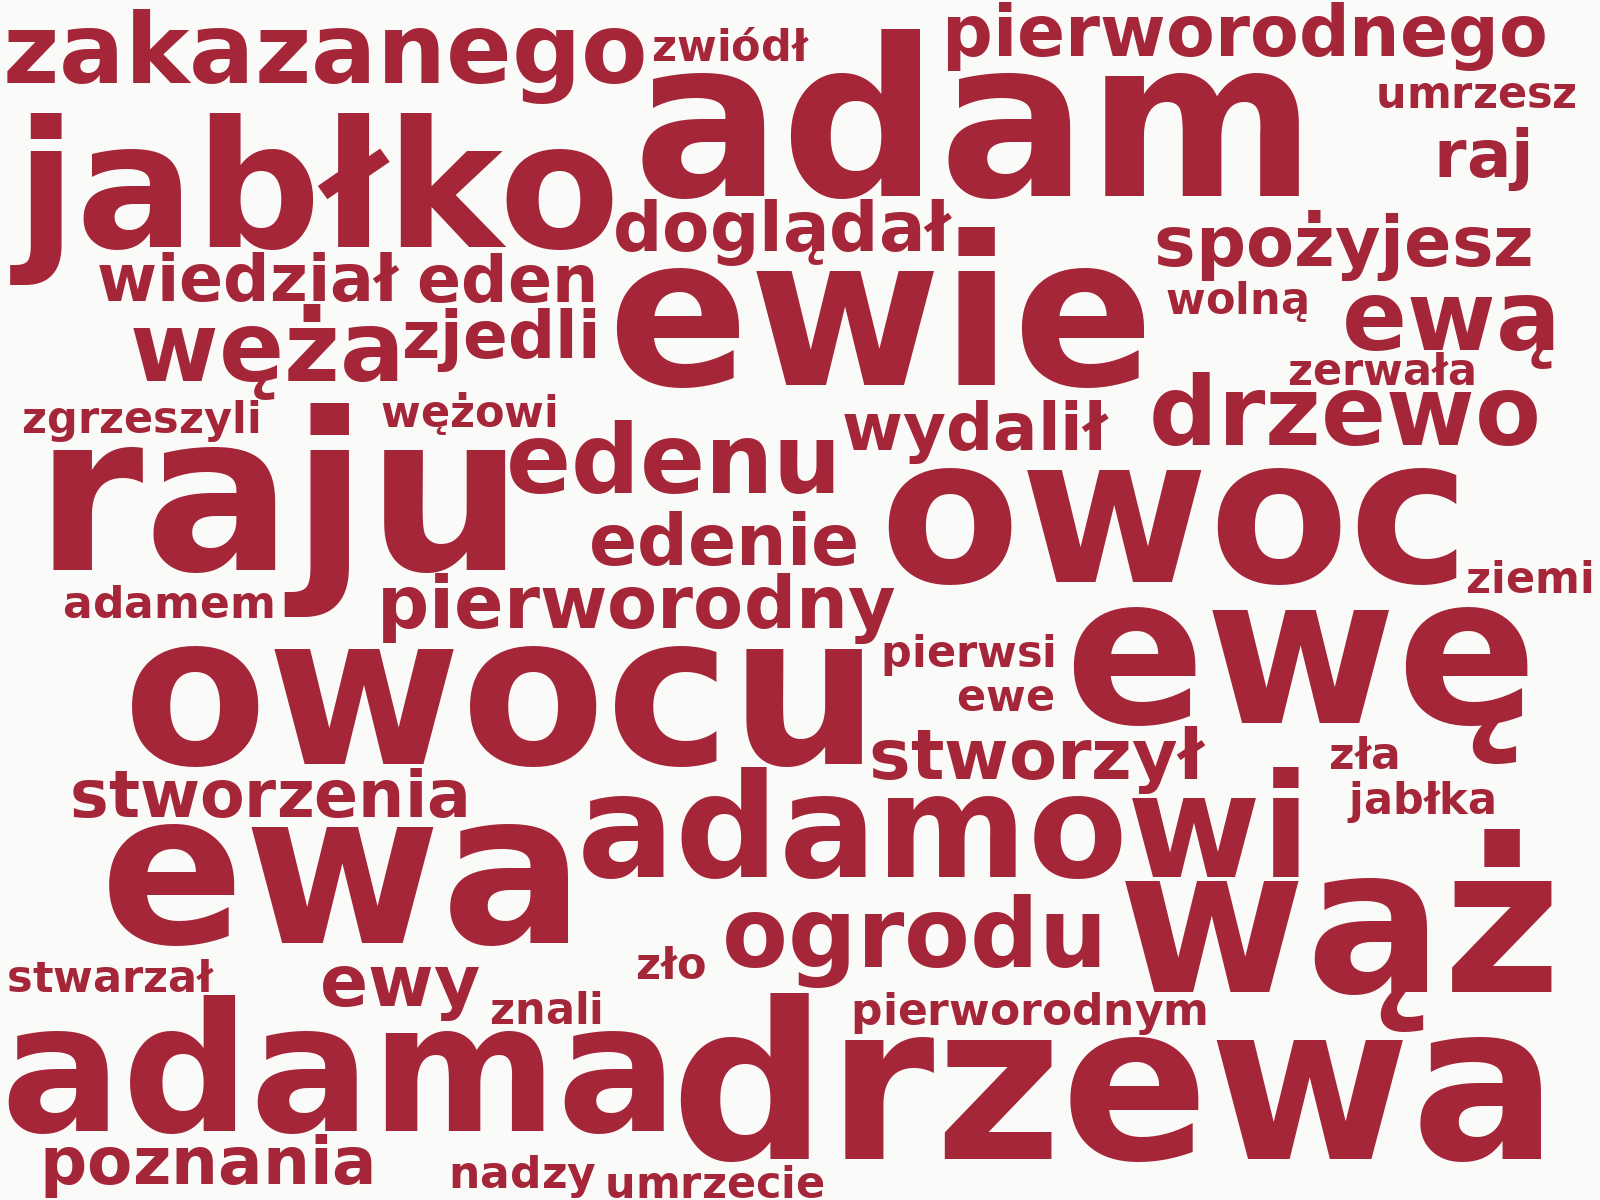 zakazanego zwiódł pierworodnego
adam umrzesz
jabłko raj
doglądał spożyjesz
wiedział eden ewie wolną ewą
węża zjedli zerwała
zgrzeszyli wężowi wydalił drzewo
raju edenu owoc
edenie ziemi
adamem pierworodny ewę
owocu pierwsi
ewe
stworzył zła
stworzenia adamowi jabłka
ewa wąż
ogrodu
stwarzał ewy zło
znali pierworodnym
adama drzewa
poznania nadzy umrzecie